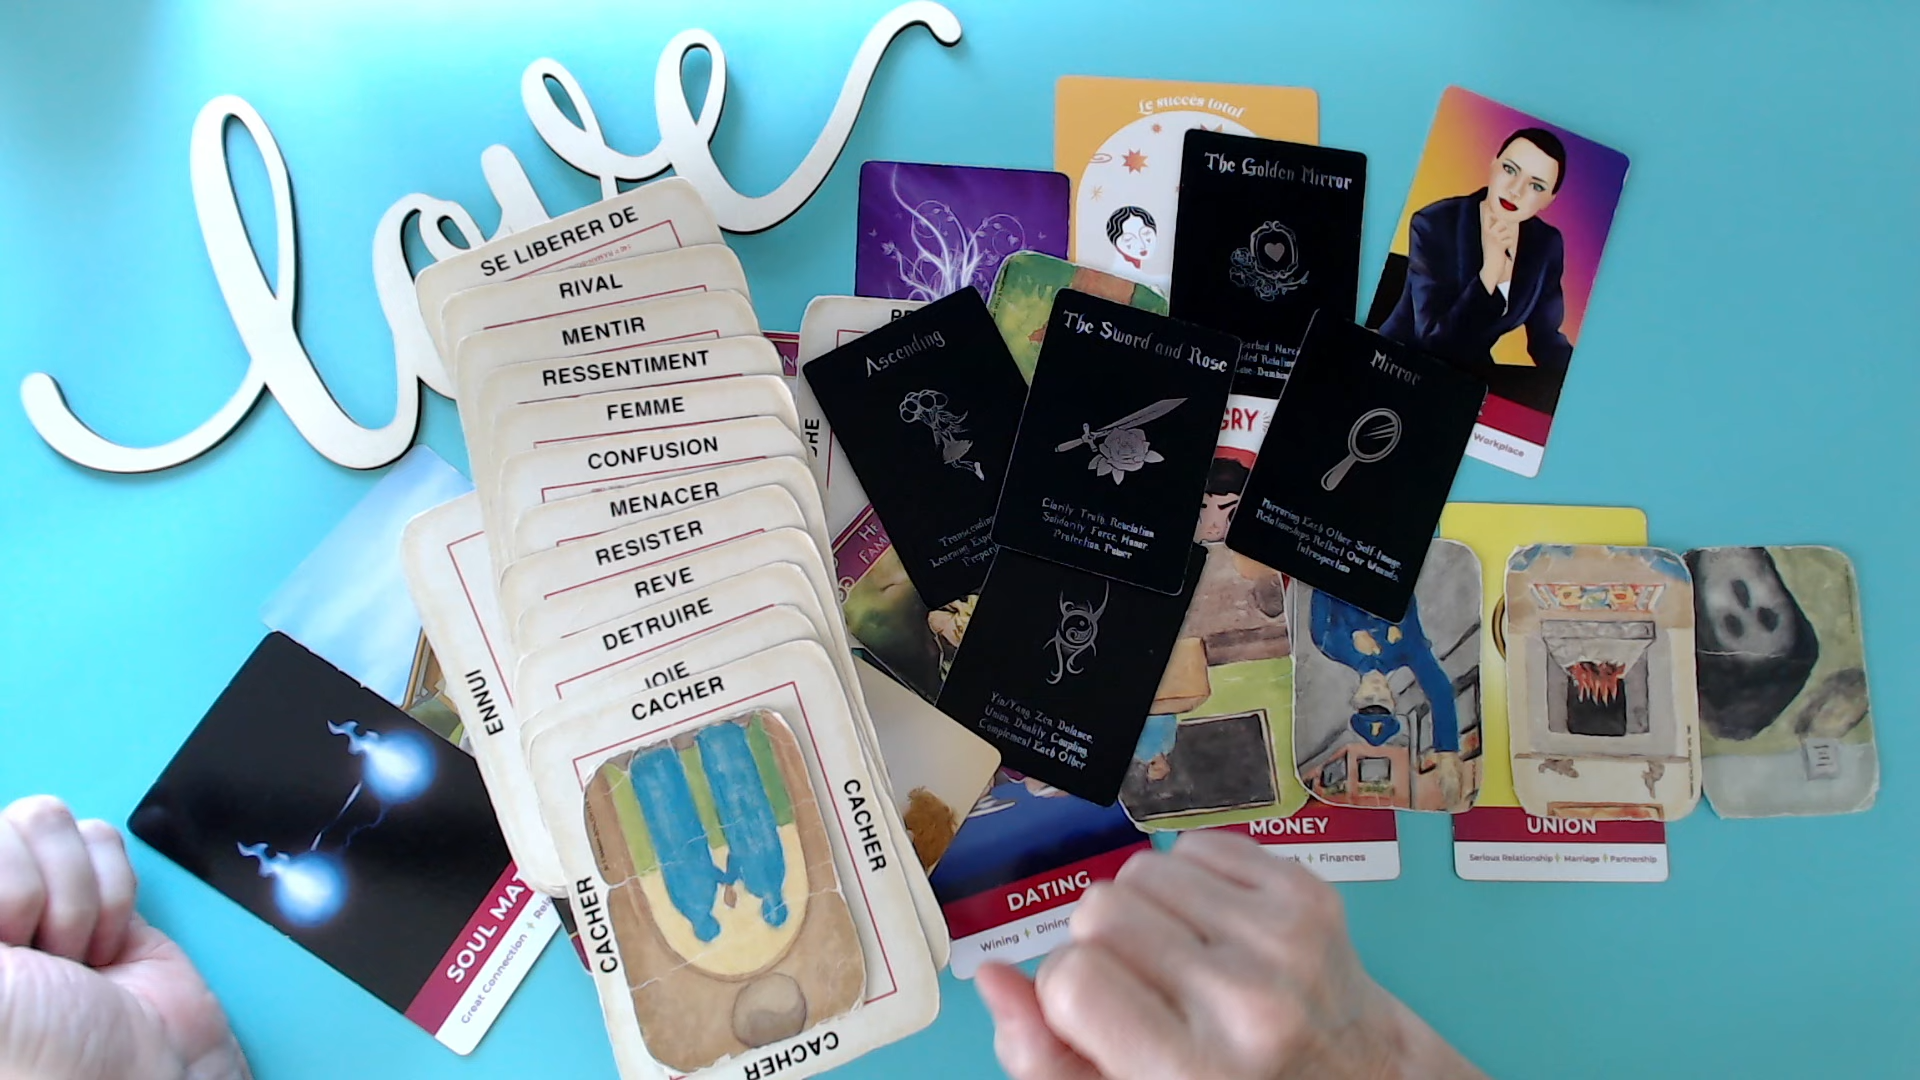 love
Le succès total
The Golden Mirror
SE LIBERER DE
RIVAL
MENTIR
RESSENTIMENT
FEMME
CONFUSION
MENACER
RESISTER
REVE
DETRUIRE
JOIE
CACHER
CACHER
CACHER
CACHER
ENNUI
Ascending
The Sword and Rose
Clarity Truth Revelation
Solidarity Force Honor
Protection Power
Mirror
Mirroring Each Other Self-Image
Relationships Reflect Our Wounds
Introspection
Workplace
Yin/Yang Zen Balance
Union Duality Coupling
Complement Each Other
SOUL
Great Connection
DATING
Wining Dining
MONEY
Finances
UNION
Serious Relationship Marriage Partnership